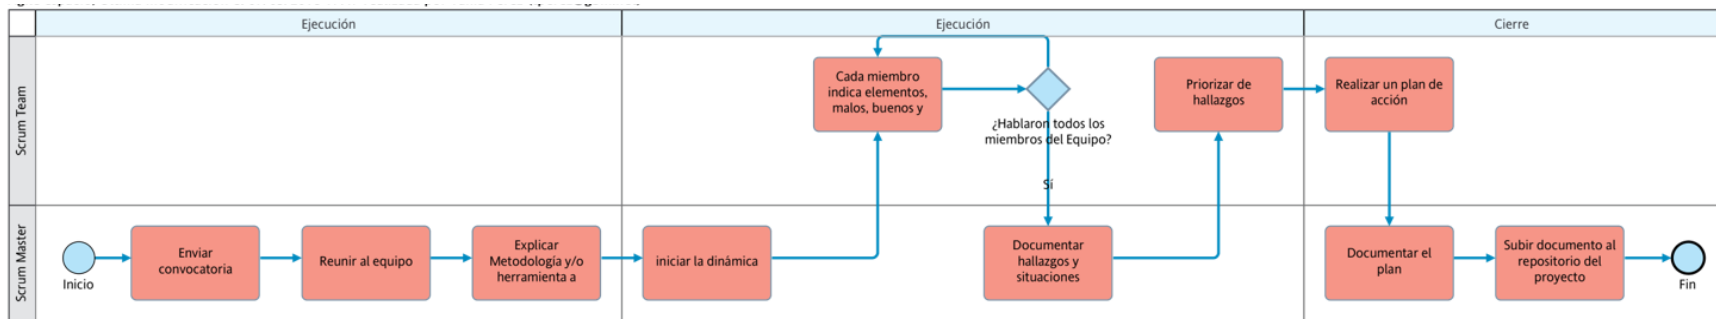 Ejecución
Ejecución
Cierre
Scrum Team
Cada miembro
indica elementos,
malos, buenos y
¿Hablaron todos los
miembros del Equipo?
Sí
Priorizar de
hallazgos
Realizar un plan de
acción
Scrum Master
Inicio
Enviar
convocatoria
Reunir al equipo
Explicar
Metodología y/o
herramienta a
iniciar la dinámica
Documentar
hallazgos y
situaciones
Documentar el
plan
Subir documento al
repositorio del
proyecto
Fin